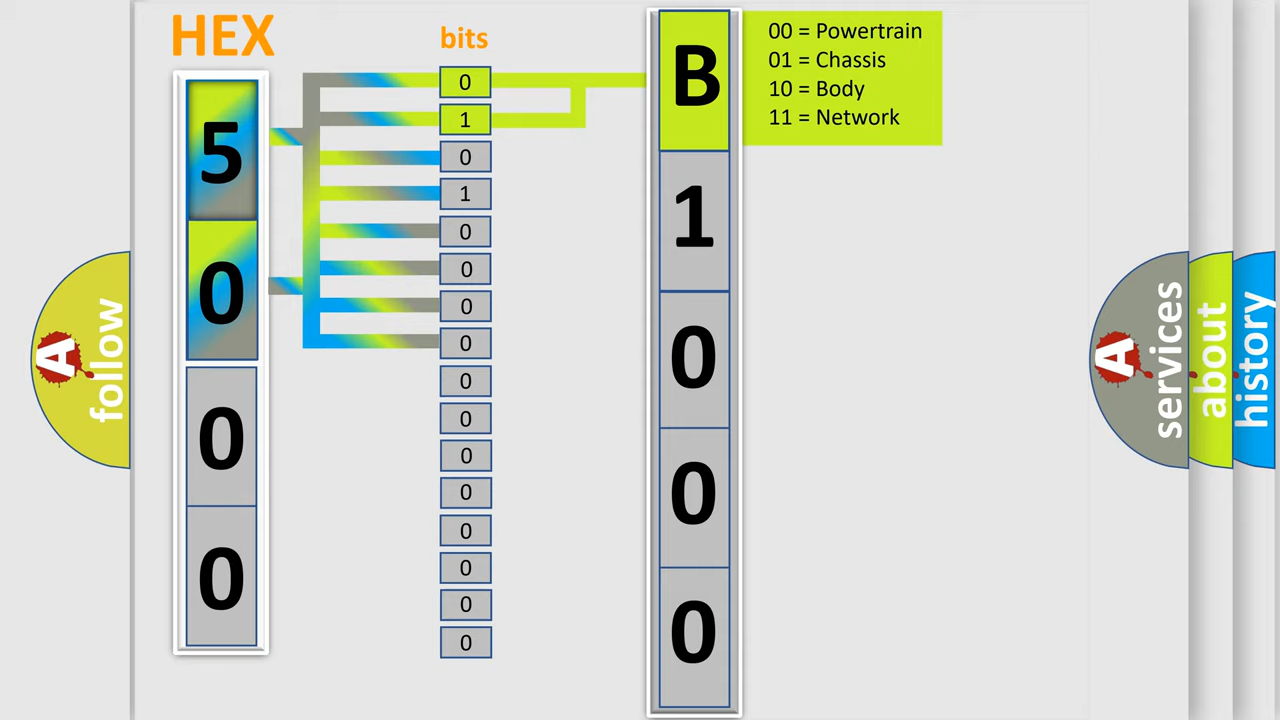 HEX
bits
5
0
0
0
0
1
0
1
0
0
0
0
0
0
0
0
0
0
0
0
B
1
0
0
0
00 = Powertrain
01 = Chassis
10 = Body
11 = Network
A
follow
A
services
about
history